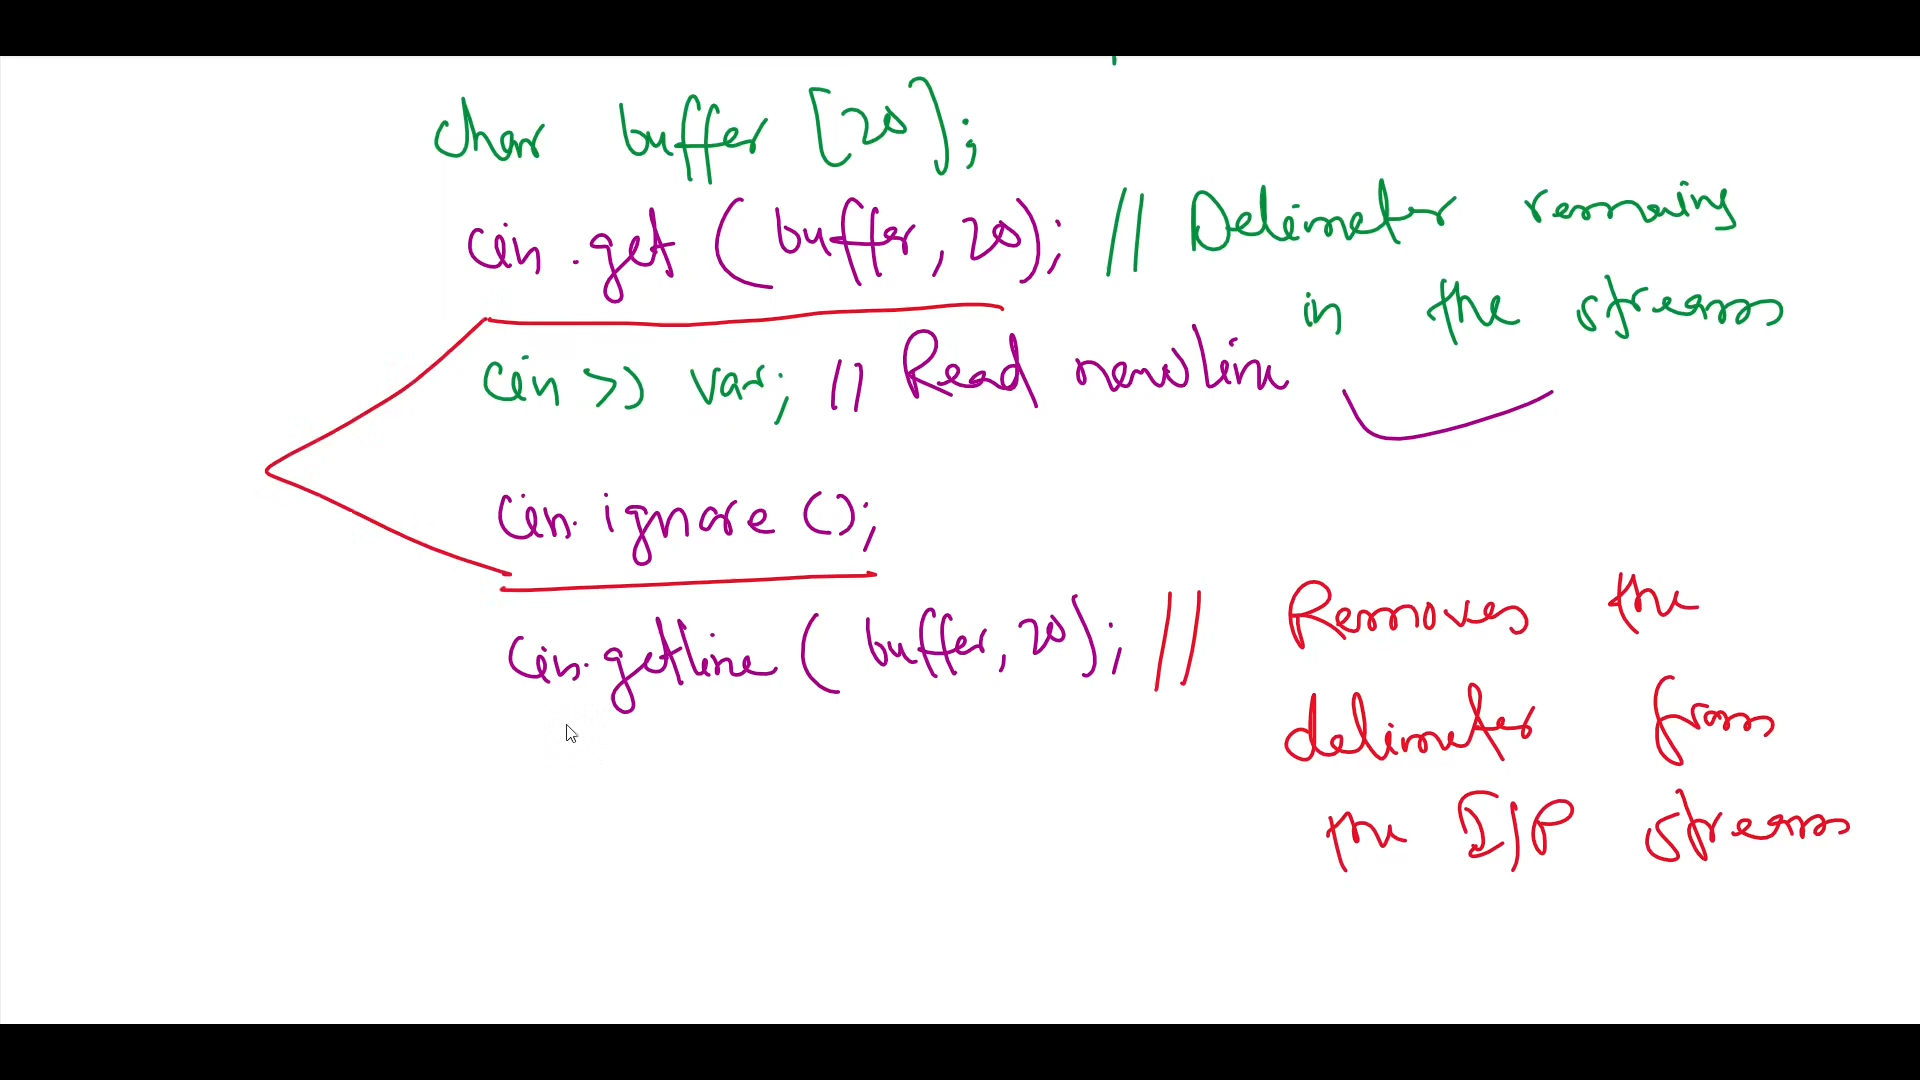 char buffer [20];
cin.get (buffer, 20); // Delimeter remains
in the stream
cin >> var; // Read newline
cin.ignore ();
cin.getline ( buffer, 20); // Removes the
delimeter from
the I/P stream